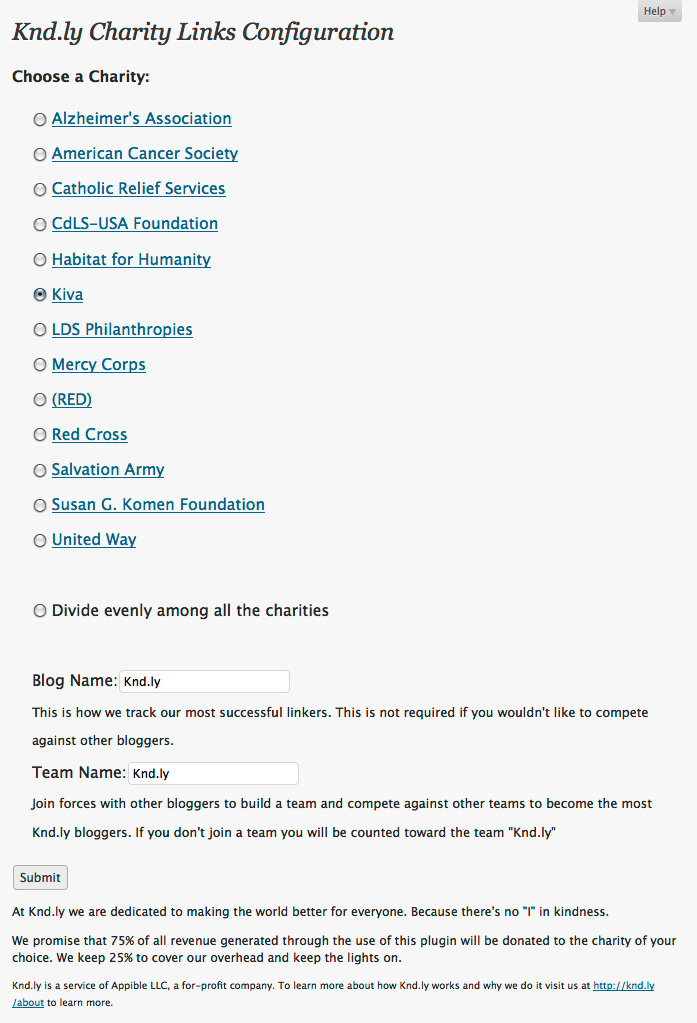 Help
Knd.ly Charity Links Configuration
Choose a Charity:
Alzheimer's Association
American Cancer Society
Catholic Relief Services
CdLS-USA Foundation
Habitat for Humanity
Kiva
LDS Philanthropies
Mercy Corps
(RED)
Red Cross
Salvation Army
Susan G. Komen Foundation
United Way
Divide evenly among all the charities
Blog Name: Knd.ly
This is how we track our most successful linkers. This is not required if you wouldn't like to compete
against other bloggers.
Team Name: Knd.ly
Join forces with other bloggers to build a team and compete against other teams to become the most
Knd.ly bloggers. If you don't join a team you will be counted toward the team "Knd.ly"
Submit
At Knd.ly we are dedicated to making the world better for everyone. Because there's no "I" in kindness.
We promise that 75% of all revenue generated through the use of this plugin will be donated to the charity of your
choice. We keep 25% to cover our overhead and keep the lights on.
Knd.ly is a service of Appible LLC, a for-profit company. To learn more about how Knd.ly works and why we do it visit us at http://knd.ly
/about to learn more.